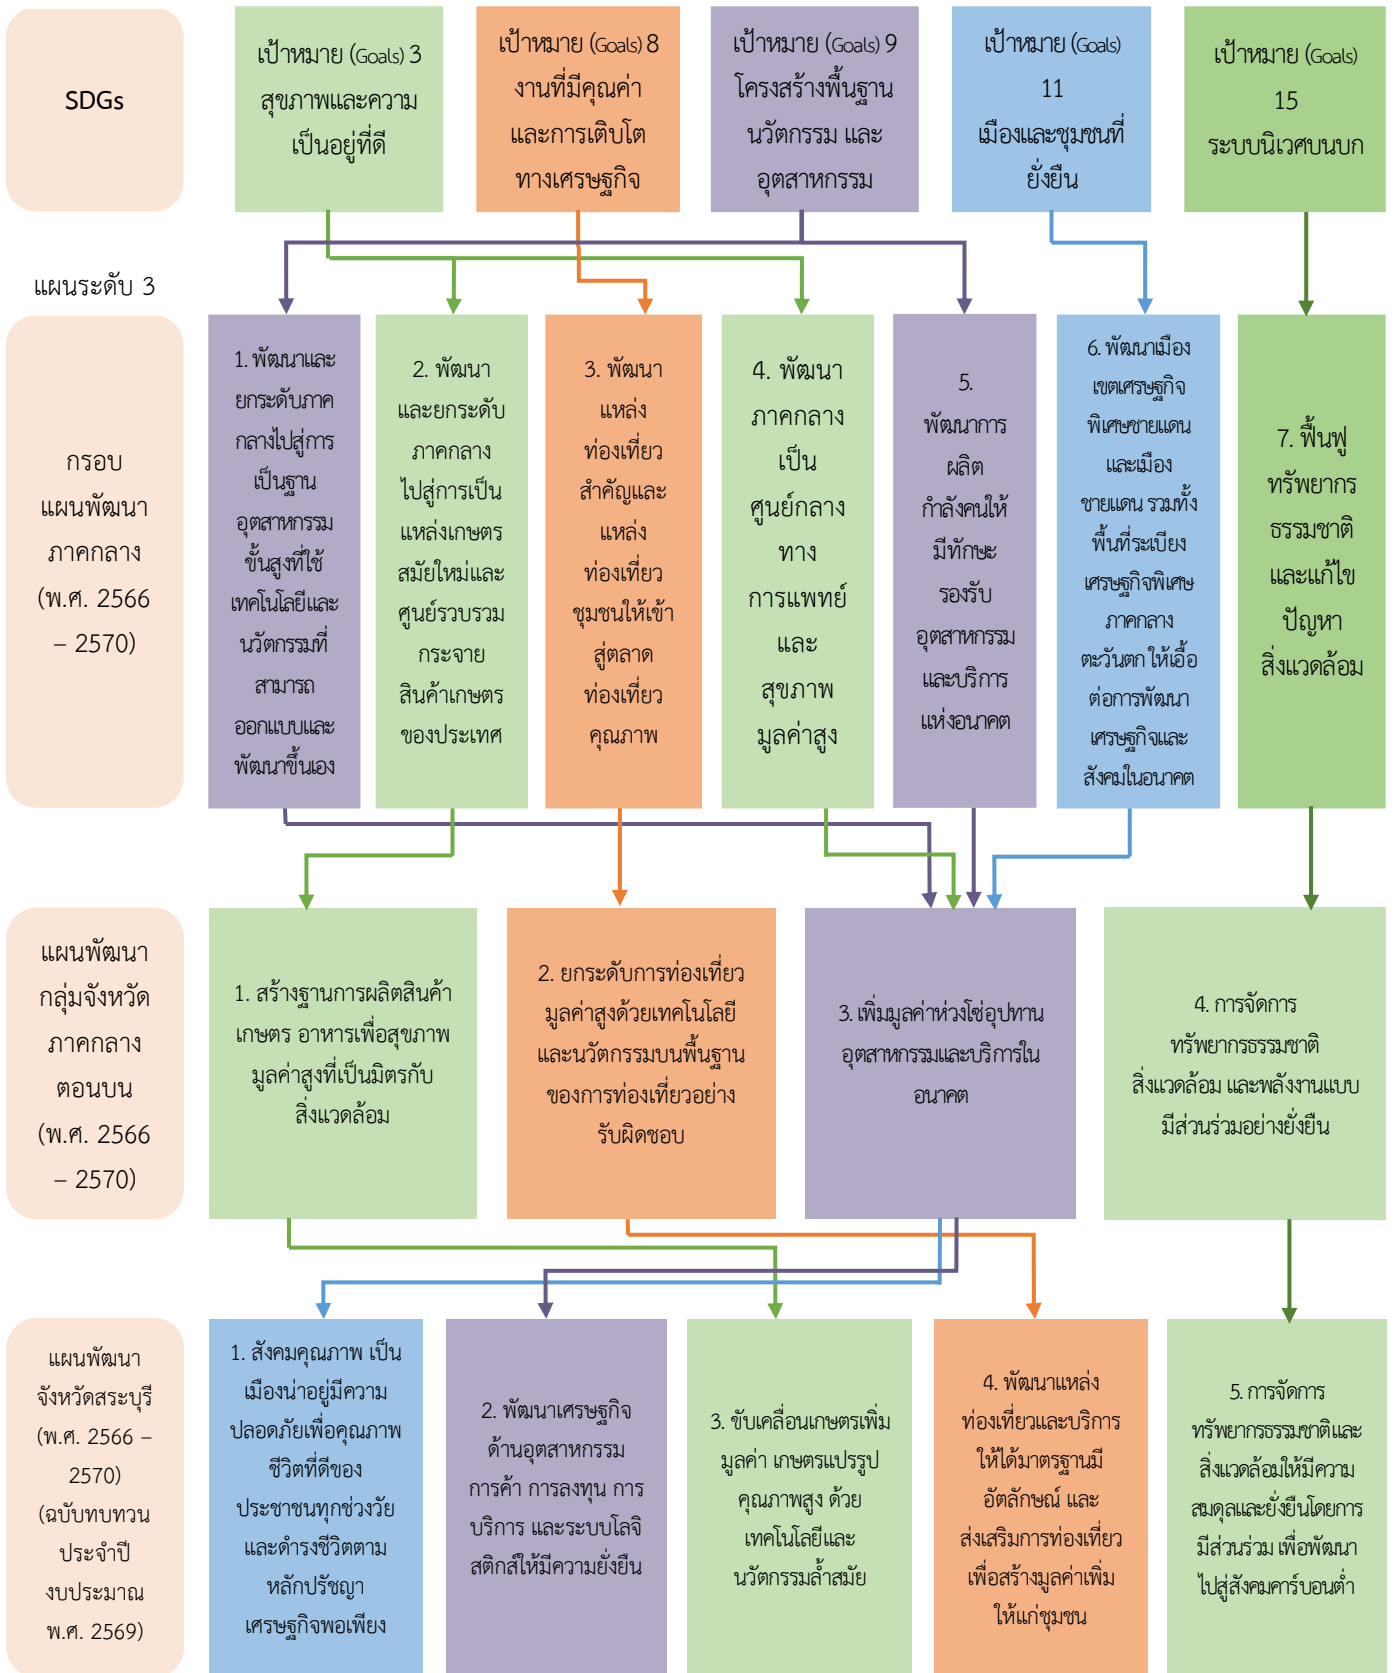 SDGs
เป้าหมาย (Goals) 3
สุขภาพและความ
เป็นอยู่ที่ดี
เป้าหมาย (Goals) 8
งานที่มีคุณค่า
และการเติบโต
ทางเศรษฐกิจ
เป้าหมาย (Goals) 9
โครงสร้างพื้นฐาน
นวัตกรรม และ
อุตสาหกรรม
เป้าหมาย (Goals)
11
เมืองและชุมชนที่
ยั่งยืน
เป้าหมาย (Goals)
15
ระบบนิเวศบนบก
แผนระดับ 3
กรอบ
แผนพัฒนา
ภาคกลาง
(พ.ศ. 2566
– 2570)
1. พัฒนาและ
ยกระดับภาค
กลางไปสู่การ
เป็นฐาน
อุตสาหกรรม
ขั้นสูงที่ใช้
เทคโนโลยีและ
นวัตกรรมที่
สามารถ
ออกแบบและ
พัฒนาขึ้นเอง
2. พัฒนา
และยกระดับ
ภาคกลาง
ไปสู่การเป็น
แหล่งเกษตร
สมัยใหม่และ
ศูนย์รวบรวม
กระจาย
สินค้าเกษตร
ของประเทศ
3. พัฒนา
แหล่ง
ท่องเที่ยว
สำคัญและ
แหล่ง
ท่องเที่ยว
ชุมชนให้เข้า
สู่ตลาด
ท่องเที่ยว
คุณภาพ
4. พัฒนา
ภาคกลาง
เป็น
ศูนย์กลาง
ทาง
การแพทย์
และ
สุขภาพ
มูลค่าสูง
5.
พัฒนาการ
ผลิต
กำลังคนให้
มีทักษะ
รองรับ
อุตสาหกรรม
และบริการ
แห่งอนาคต
6. พัฒนาเมือง
เขตเศรษฐกิจ
พิเศษชายแดน
และเมือง
ชายแดน รวมทั้ง
พื้นที่ระเบียง
เศรษฐกิจพิเศษ
ภาคกลาง
ตะวันตก ให้เอื้อ
ต่อการพัฒนา
เศรษฐกิจและ
สังคมในอนาคต
7. ฟื้นฟู
ทรัพยากร
ธรรมชาติ
และแก้ไข
ปัญหา
สิ่งแวดล้อม
แผนพัฒนา
กลุ่มจังหวัด
ภาคกลาง
ตอนบน
(พ.ศ. 2566
– 2570)
1. สร้างฐานการผลิตสินค้า
เกษตร อาหารเพื่อสุขภาพ
มูลค่าสูงที่เป็นมิตรกับ
สิ่งแวดล้อม
2. ยกระดับการท่องเที่ยว
มูลค่าสูงด้วยเทคโนโลยี
และนวัตกรรมบนพื้นฐาน
ของการท่องเที่ยวอย่าง
รับผิดชอบ
3. เพิ่มมูลค่าห่วงโซ่อุปทาน
อุตสาหกรรมและบริการใน
อนาคต
4. การจัดการ
ทรัพยากรธรรมชาติ
สิ่งแวดล้อม และพลังงานแบบ
มีส่วนร่วมอย่างยั่งยืน
แผนพัฒนา
จังหวัดสระบุรี
(พ.ศ. 2566 –
2570)
(ฉบับทบทวน
ประจำปี
งบประมาณ
พ.ศ. 2569)
1. สังคมคุณภาพ เป็น
เมืองน่าอยู่มีความ
ปลอดภัยเพื่อคุณภาพ
ชีวิตที่ดีของ
ประชาชนทุกช่วงวัย
และดำรงชีวิตตาม
หลักปรัชญา
เศรษฐกิจพอเพียง
2. พัฒนาเศรษฐกิจ
ด้านอุตสาหกรรม
การค้า การลงทุน การ
บริการ และระบบโลจิ
สติกส์ให้มีความยั่งยืน
3. ขับเคลื่อนเกษตรเพิ่ม
มูลค่า เกษตรแปรรูป
คุณภาพสูง ด้วย
เทคโนโลยีและ
นวัตกรรมล้ำสมัย
4. พัฒนาแหล่ง
ท่องเที่ยวและบริการ
ให้ได้มาตรฐานมี
อัตลักษณ์ และ
ส่งเสริมการท่องเที่ยว
เพื่อสร้างมูลค่าเพิ่ม
ให้แก่ชุมชน
5. การจัดการ
ทรัพยากรธรรมชาติและ
สิ่งแวดล้อมให้มีความ
สมดุลและยั่งยืนโดยการ
มีส่วนร่วม เพื่อพัฒนา
ไปสู่สังคมคาร์บอนต่ำ